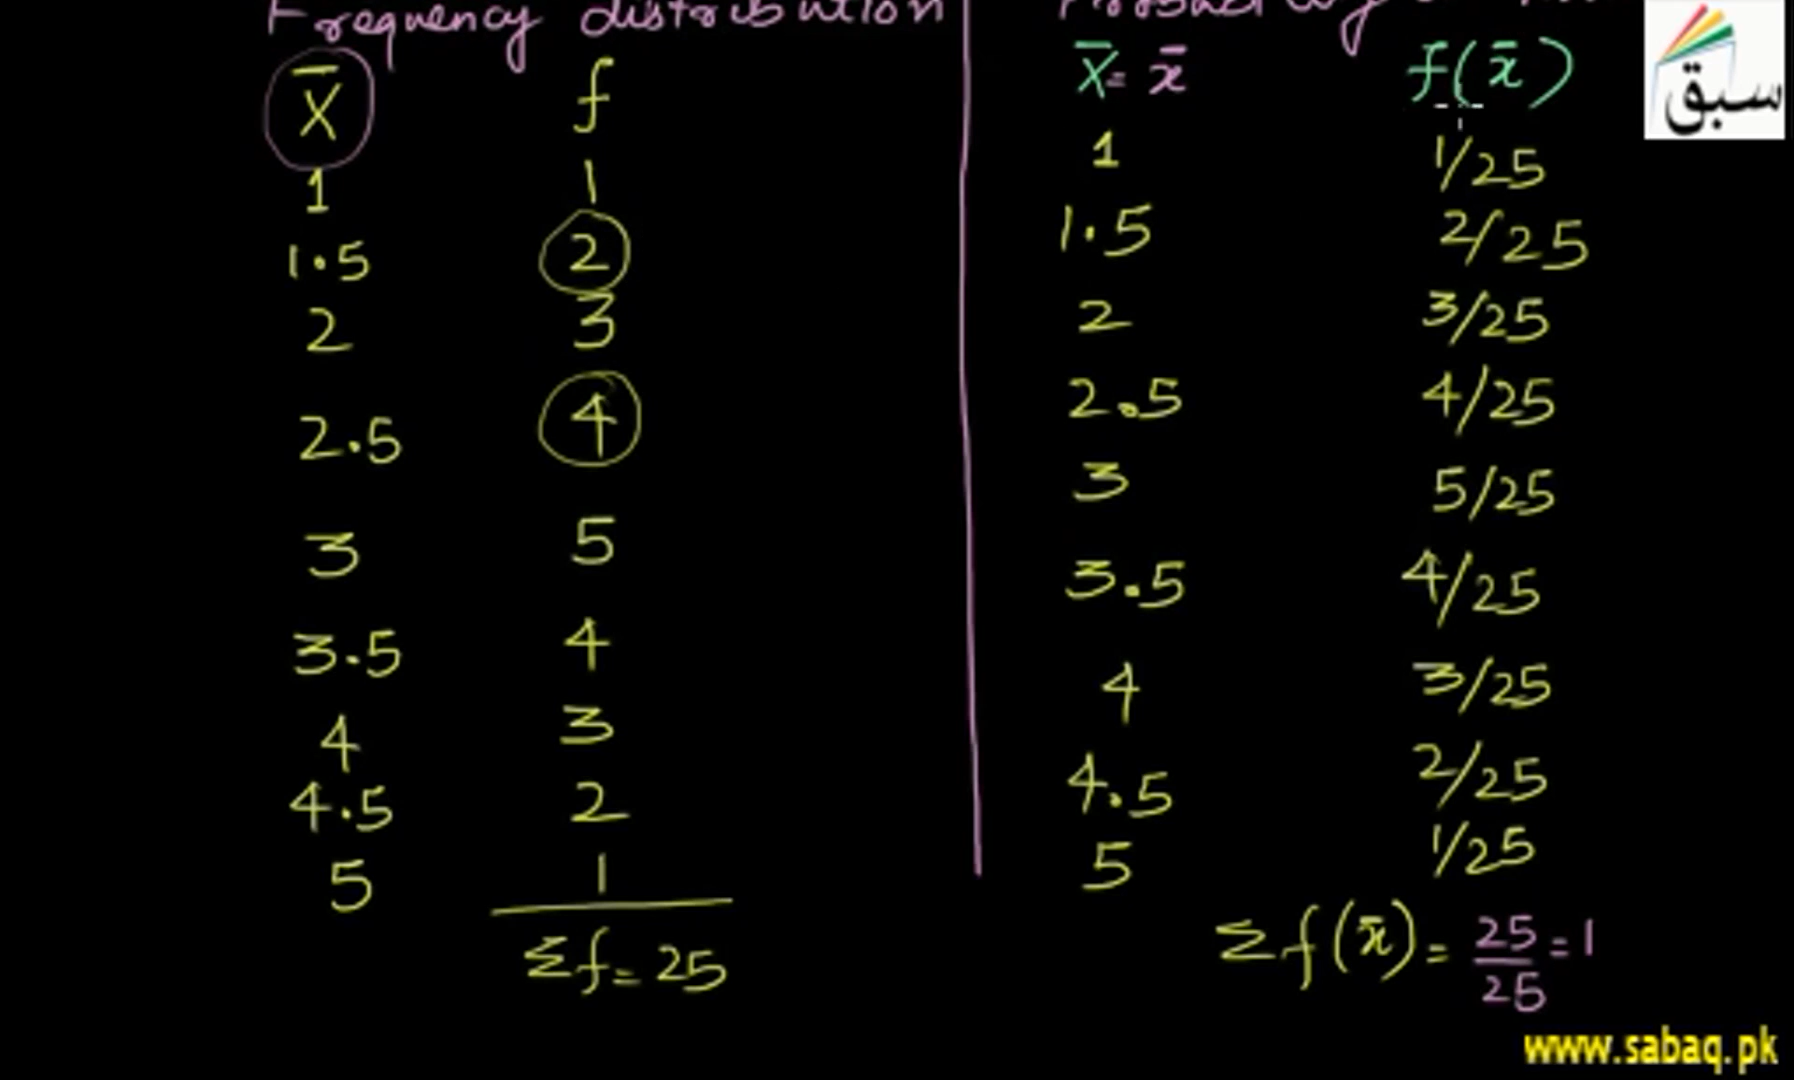 Frequency distribution
X̄ f
1 1
1.5 2
2 3
2.5 4
3 5
3.5 4
4 3
4.5 2
5 1
Σf = 25
X̄ = x̄ f(x̄)
1 1/25
1.5 2/25
2 3/25
2.5 4/25
3 5/25
3.5 4/25
4 3/25
4.5 2/25
5 1/25
Σf(x̄) = 25/25 = 1
سبق
www.sabaq.pk